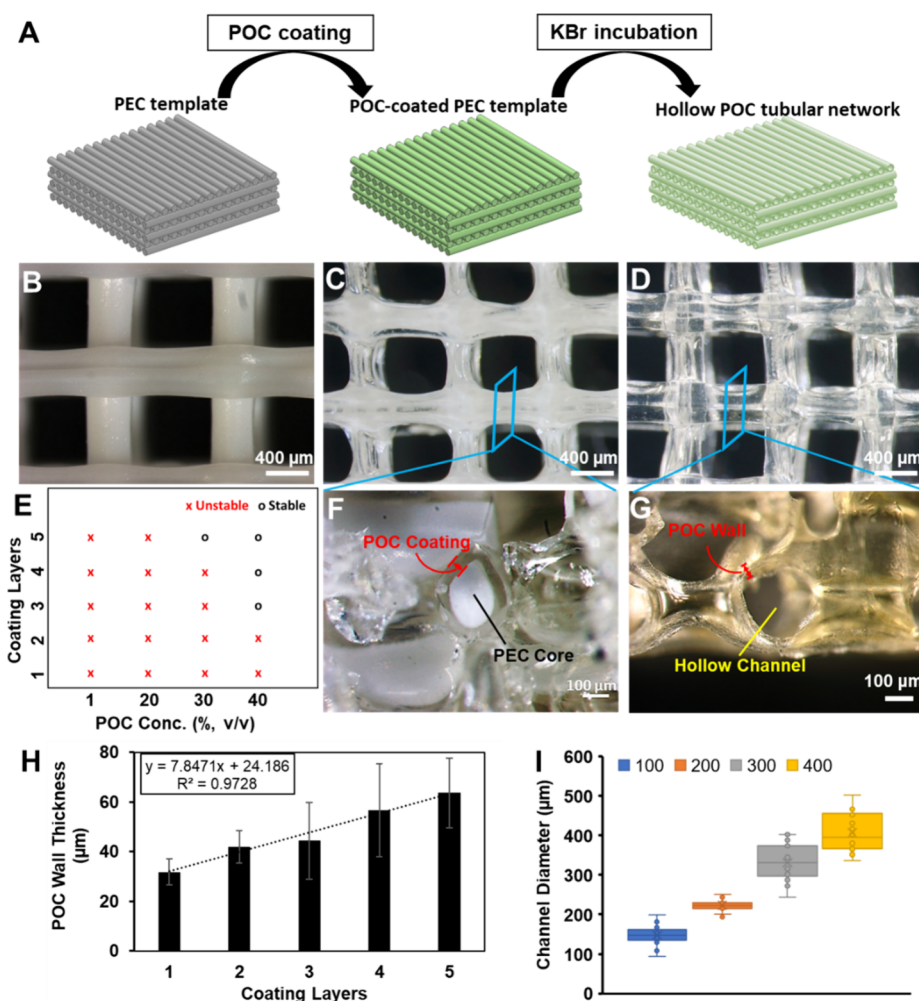 A
POC coating
KBr incubation
PEC template
POC-coated PEC template
Hollow POC tubular network
B
400 µm
C
400 µm
D
400 µm
E
x Unstable o Stable
Coating Layers
5 x x o o
4 x x x o
3 x x x o
2 x x x x
1 x x x x
1 20 30 40
POC Conc. (%, v/v)
F
POC Coating
PEC Core
100 µm
G
POC Wall
Hollow Channel
100 µm
H
y = 7.8471x + 24.186
R² = 0.9728
POC Wall Thickness
(µm)
80
60
40
20
0
1 2 3 4 5
Coating Layers
I
100 200 300 400
Channel Diameter (µm)
600
500
400
300
200
100
0